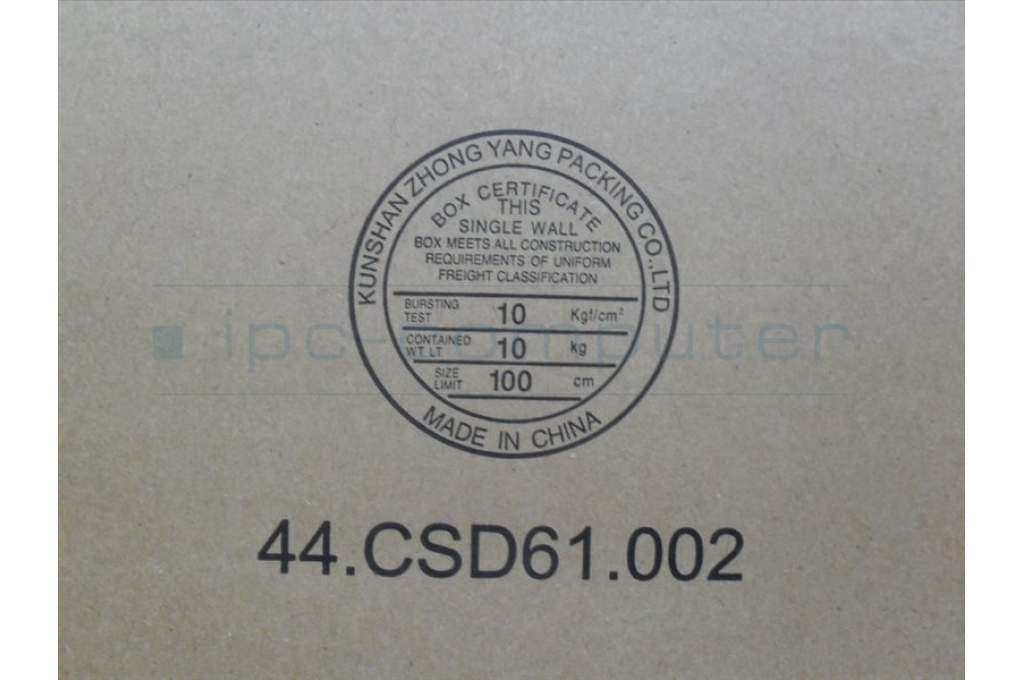 KUNSHAN ZHONG YANG PACKING CO.,LTD
BOX CERTIFICATE
THIS
SINGLE WALL
BOX MEETS ALL CONSTRUCTION
REQUIREMENTS OF UNIFORM
FREIGHT CLASSIFICATION
BURSTING TEST 10 Kgf/cm²
CONTAINED WT. LT. 10 kg
SIZE LIMIT 100 cm
MADE IN CHINA
ipc-computer
44.CSD61.002